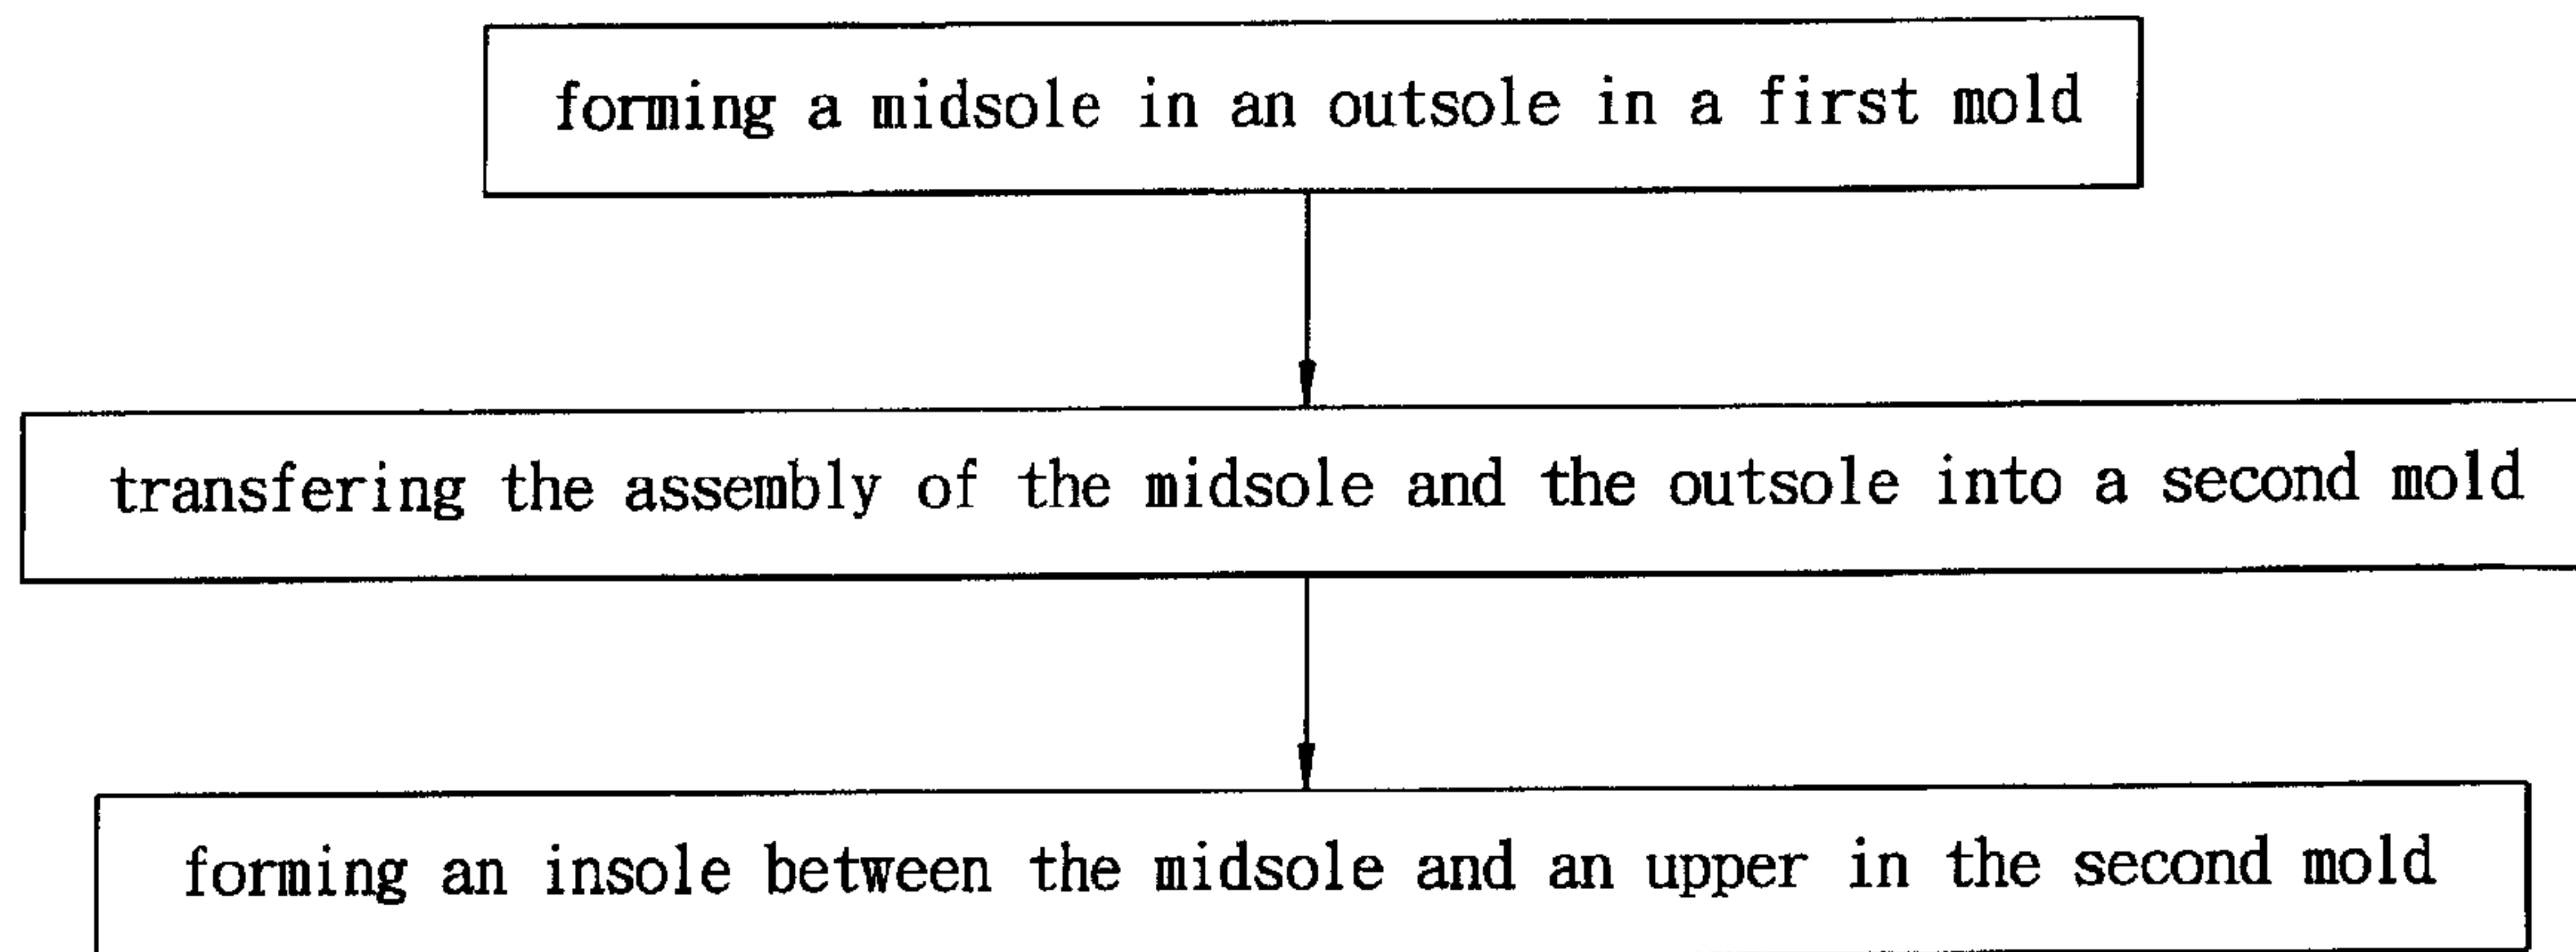 forming a midsole in an outsole in a first mold
transfering the assembly of the midsole and the outsole into a second mold
forming an insole between the midsole and an upper in the second mold